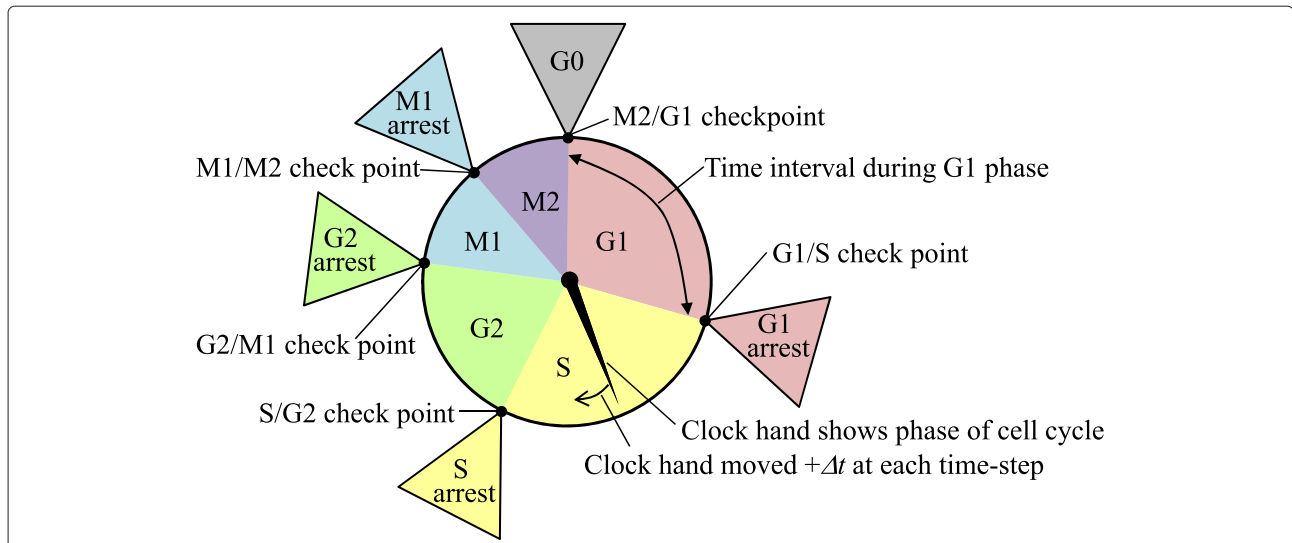 G0
M1
arrest
M2/G1 checkpoint
M1/M2 check point
Time interval during G1 phase
M2
G2
arrest
M1
G1
G1/S check point
G2/M1 check point
G2
G1
arrest
S
S/G2 check point
Clock hand shows phase of cell cycle
Clock hand moved +Δt at each time-step
S
arrest